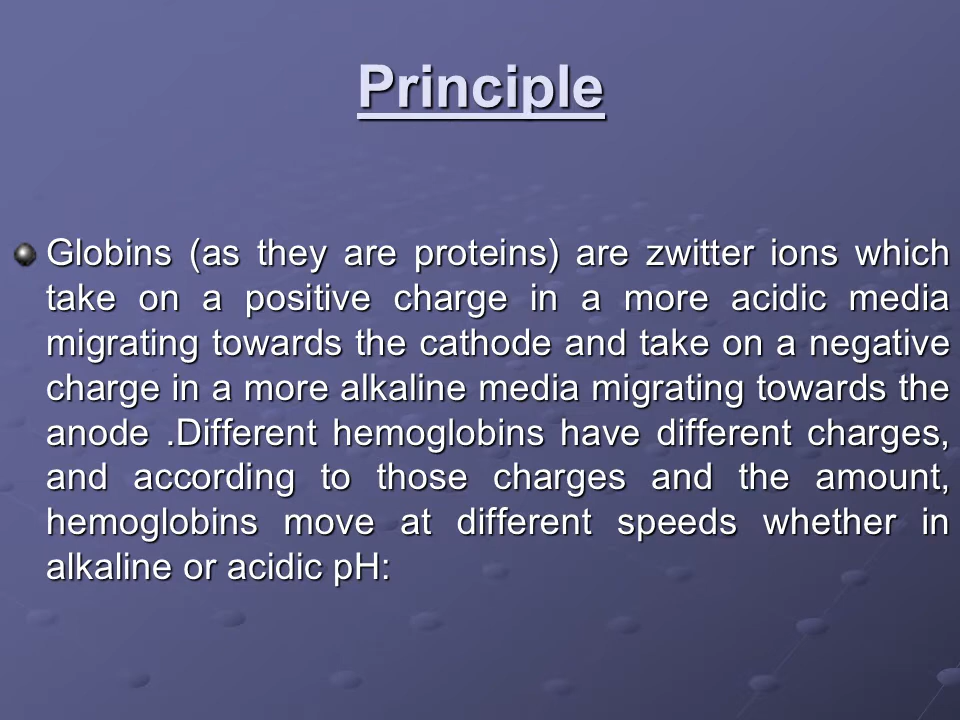 Principle
Globins (as they are proteins) are zwitter ions which
take on a positive charge in a more acidic media
migrating towards the cathode and take on a negative
charge in a more alkaline media migrating towards the
anode .Different hemoglobins have different charges,
and according to those charges and the amount,
hemoglobins move at different speeds whether in
alkaline or acidic pH: